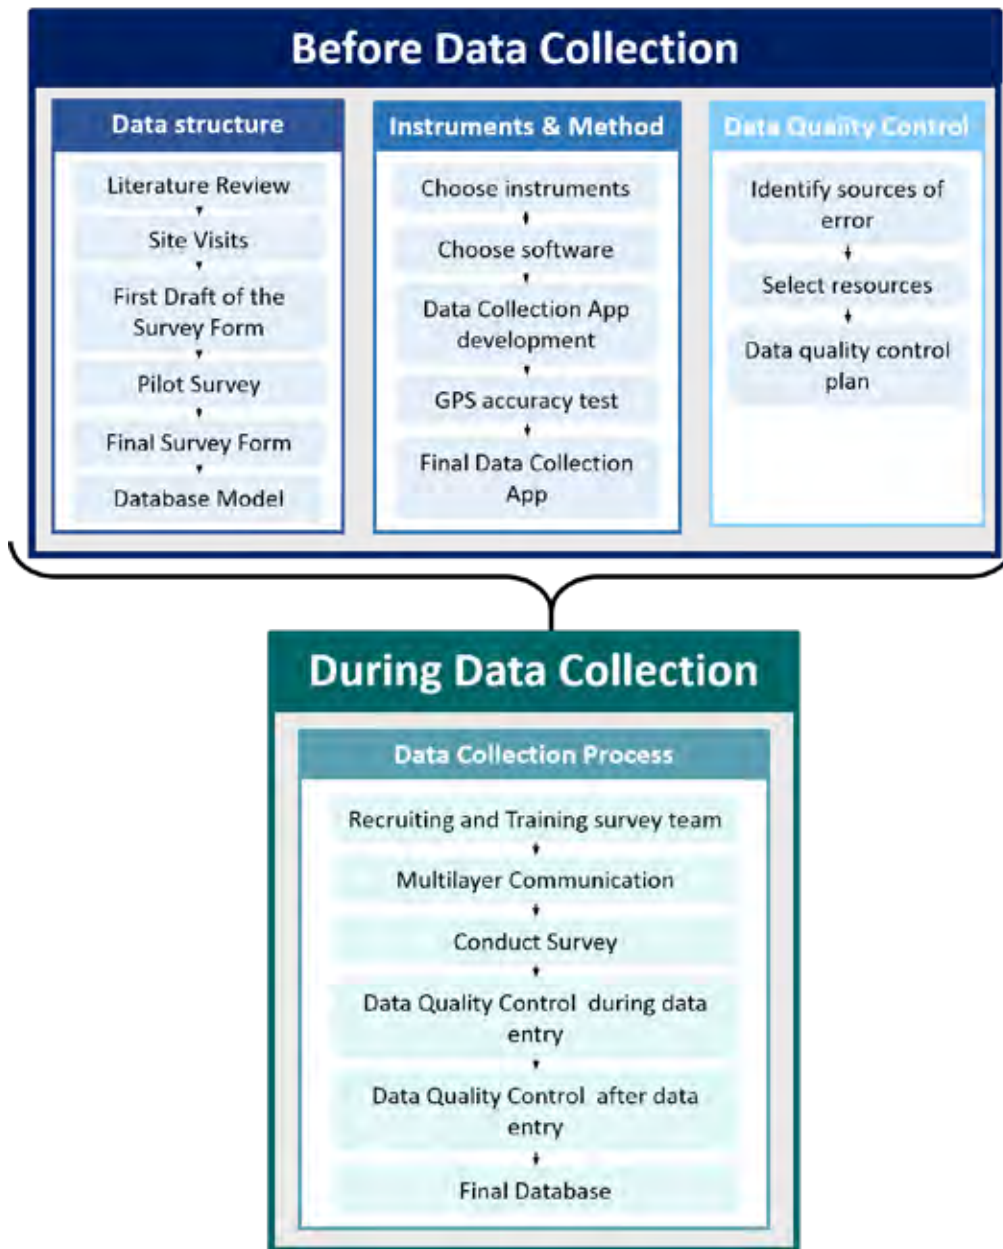 Before Data Collection
Data structure
Literature Review
Site Visits
First Draft of the
Survey Form
Pilot Survey
Final Survey Form
Database Model
Instruments & Method
Choose instruments
Choose software
Data Collection App
development
GPS accuracy test
Final Data Collection
App
Data Quality Control
Identify sources of
error
Select resources
Data quality control
plan
During Data Collection
Data Collection Process
Recruiting and Training survey team
Multilayer Communication
Conduct Survey
Data Quality Control during data
entry
Data Quality Control after data
entry
Final Database